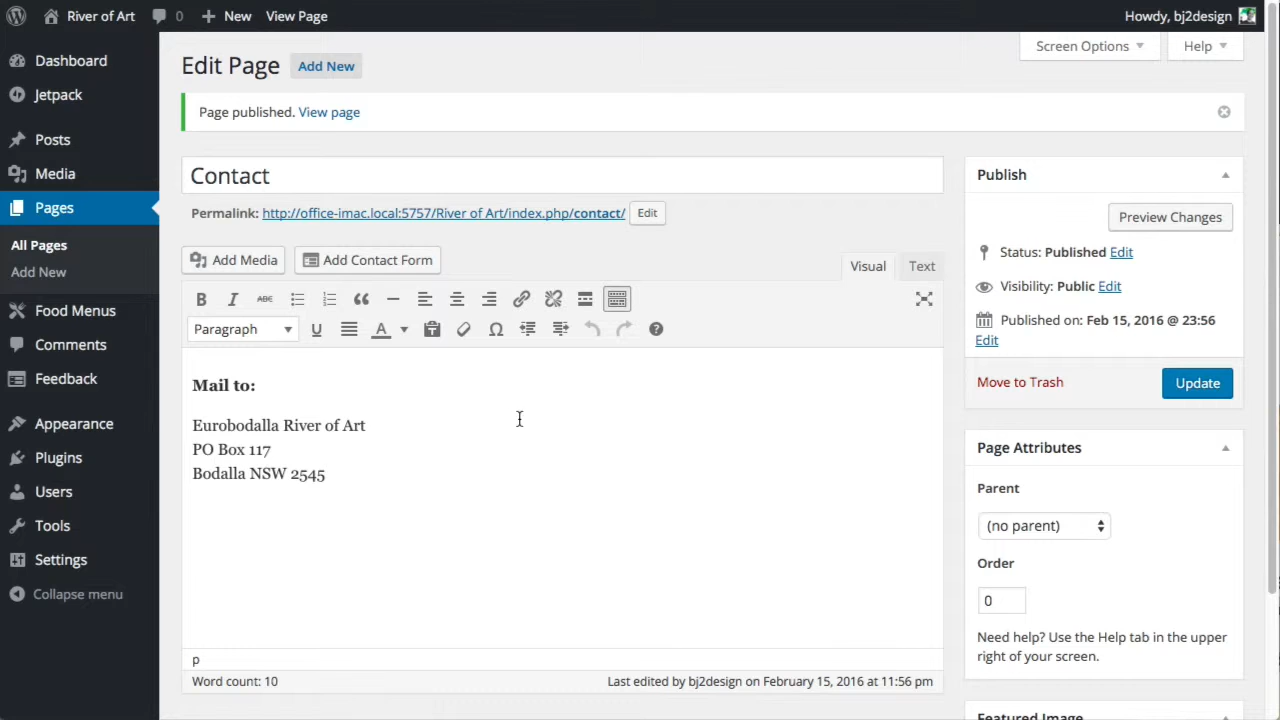 River of Art 0 New View Page Howdy, bj2design
Dashboard
Jetpack
Posts
Media
Pages
All Pages
Add New
Food Menus
Comments
Feedback
Appearance
Plugins
Users
Tools
Settings
Collapse menu
Screen Options Help
Edit Page Add New
Page published. View page
Contact
Permalink: http://office-imac.local:5757/River of Art/index.php/contact/ Edit
Add Media Add Contact Form Visual Text
B I ABC
Paragraph U A Ω ?
Mail to:
Eurobodalla River of Art
PO Box 117
Bodalla NSW 2545
p
Word count: 10 Last edited by bj2design on February 15, 2016 at 11:56 pm
Publish
Preview Changes
Status: Published Edit
Visibility: Public Edit
Published on: Feb 15, 2016 @ 23:56
Edit
Move to Trash Update
Page Attributes
Parent
(no parent)
Order
0
Need help? Use the Help tab in the upper
right of your screen.
Featured Image